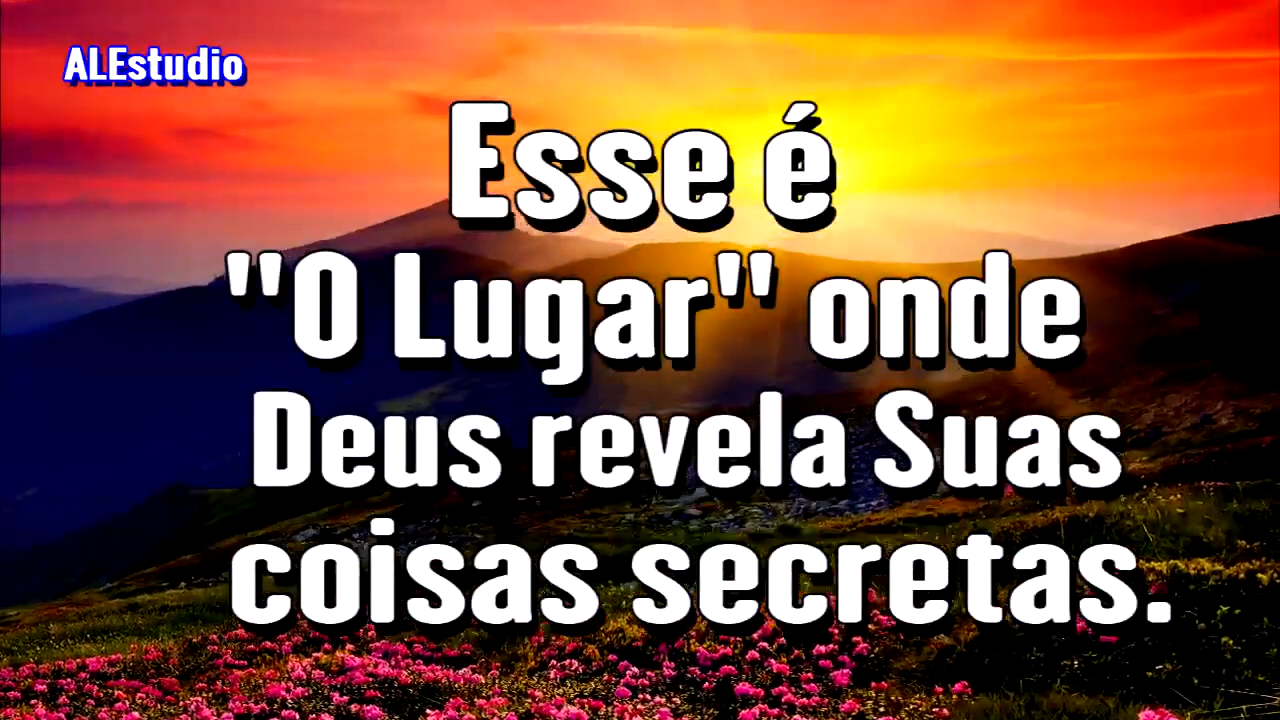 ALEstudio
Esse é
"O Lugar" onde
Deus revela Suas
coisas secretas.